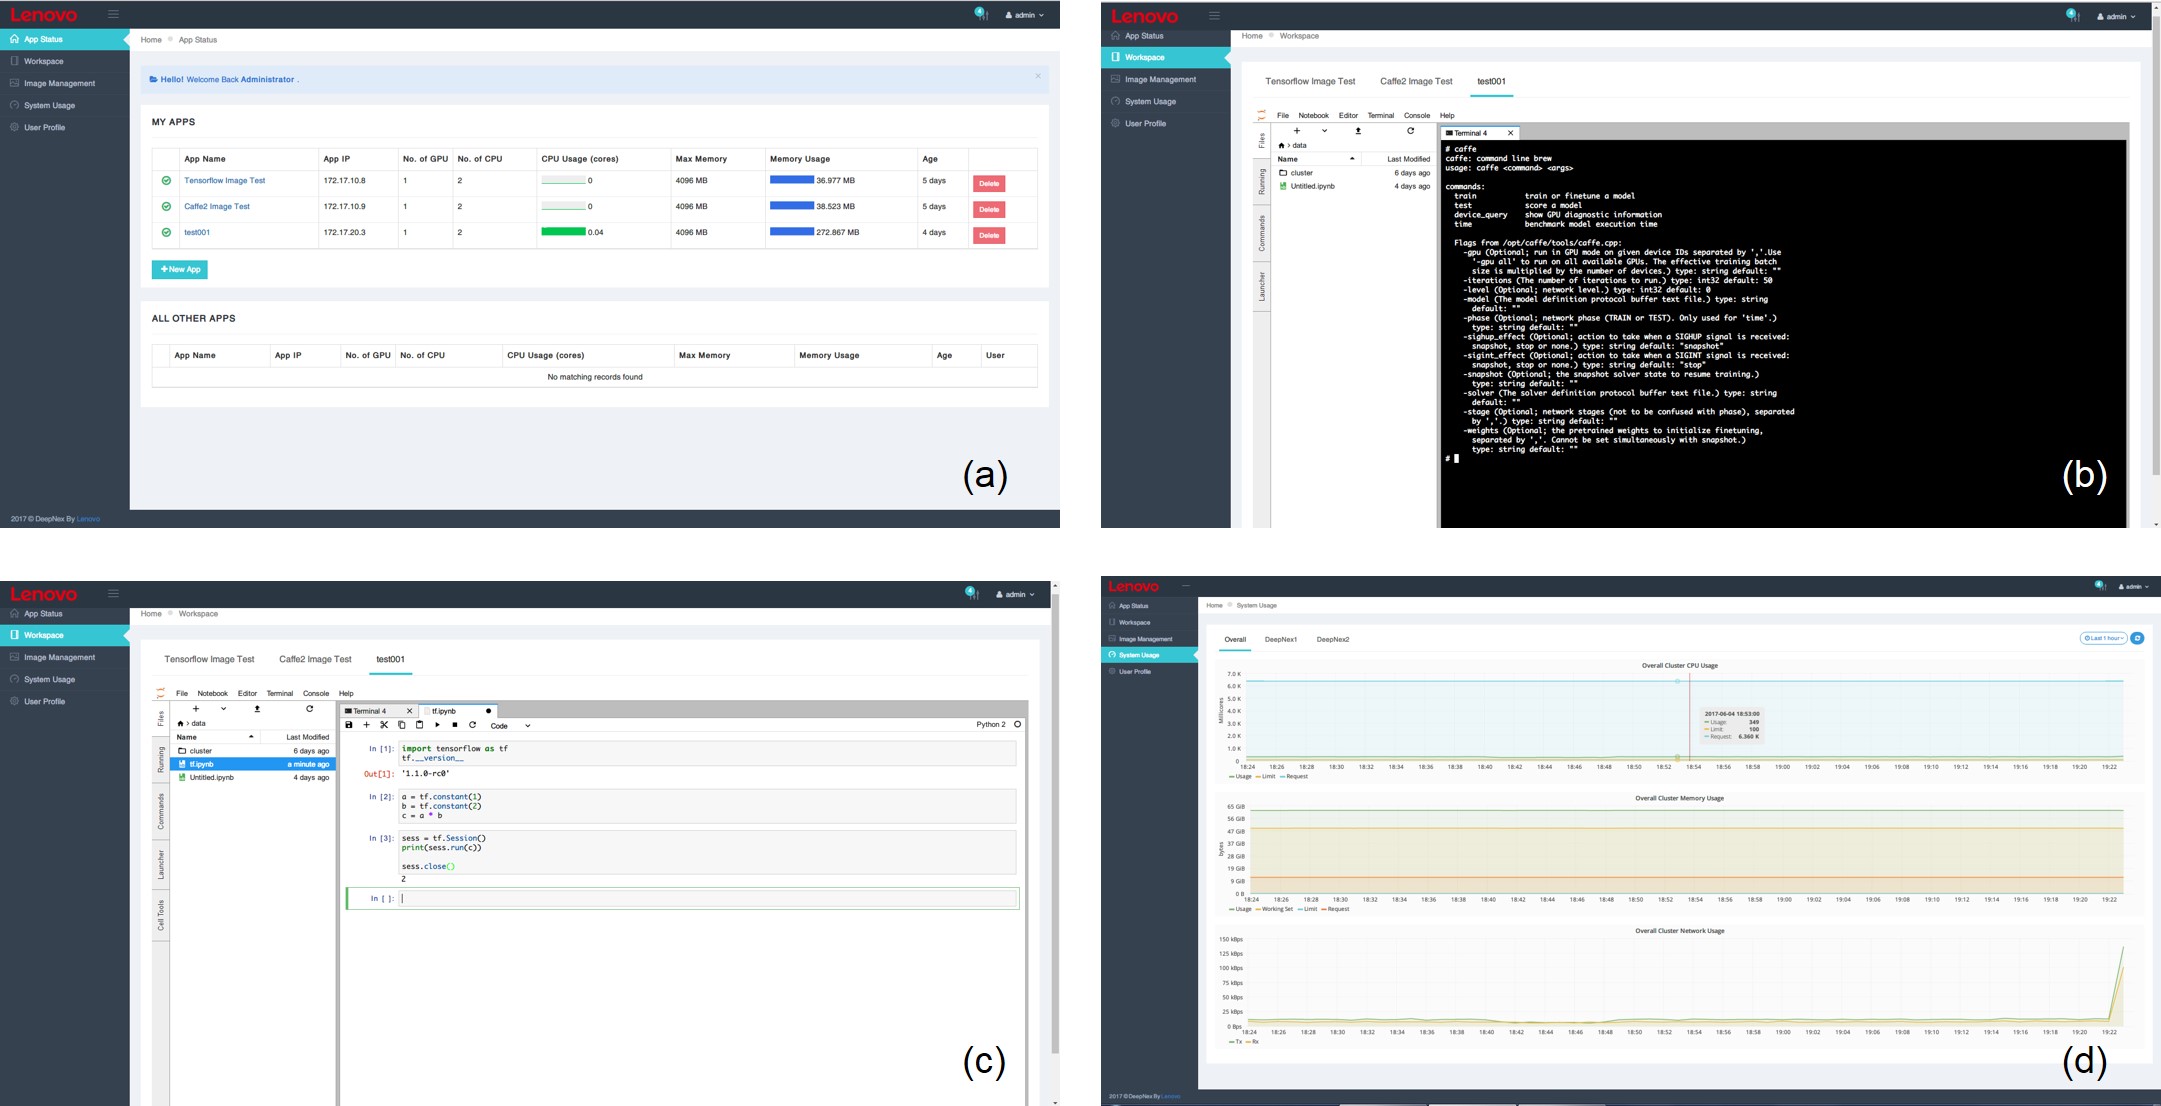 Lenovo
admin
App Status
Workspace
Image Management
System Usage
User Profile
Home App Status
Hello! Welcome Back Administrator .
MY APPS
App Name App IP No. of GPU No. of CPU CPU Usage (cores) Max Memory Memory Usage Age
Tensorflow Image Test 172.17.10.8 1 2 0 4096 MB 36.977 MB 5 days Delete
Caffe2 Image Test 172.17.10.9 1 2 0 4096 MB 38.523 MB 5 days Delete
test001 172.17.20.3 1 2 0.04 4096 MB 272.867 MB 4 days Delete
+New App
ALL OTHER APPS
App Name App IP No. of GPU No. of CPU CPU Usage (cores) Max Memory Memory Usage Age User
No matching records found
2017 © DeepNex By Lenovo
(a)
Lenovo
4 admin
App Status
Workspace
Image Management
System Usage
User Profile
Home Workspace
Tensorflow Image Test Caffe2 Image Test test001
File Notebook Editor Terminal Console Help
Files
Running
Commands
Launcher
> data
Name Last Modified
cluster 6 days ago
Untitled.ipynb 4 days ago
Terminal 4
# caffe
caffe: command line brew
usage: caffe <command> <args>
commands:
train train or finetune a model
test score a model
device_query show GPU diagnostic information
time benchmark model execution time
Flags from /opt/caffe/tools/caffe.cpp:
-gpu (Optional; run in GPU mode on given device IDs separated by ','.Use
'-gpu all' to run on all available GPUs. The effective training batch
size is multiplied by the number of devices.) type: string default: ""
-iterations (The number of iterations to run.) type: int32 default: 50
-level (Optional; network level.) type: int32 default: 0
-model (The model definition protocol buffer text file.) type: string
default: ""
-phase (Optional; network phase (TRAIN or TEST). Only used for 'time'.)
type: string default: ""
-sighup_effect (Optional; action to take when a SIGHUP signal is received:
snapshot, stop or none.) type: string default: "snapshot"
-sigint_effect (Optional; action to take when a SIGINT signal is received:
snapshot, stop or none.) type: string default: "stop"
-snapshot (Optional; the snapshot solver state to resume training.)
type: string default: ""
-solver (The solver definition protocol buffer text file.) type: string
default: ""
-stage (Optional; network stages (not to be confused with phase), separated
by ','.) type: string default: ""
-weights (Optional; the pretrained weights to initialize finetuning,
separated by ','. Cannot be set simultaneously with snapshot.)
type: string default: ""
#
(b)
Lenovo
4 admin
App Status
Workspace
Image Management
System Usage
User Profile
Home Workspace
Tensorflow Image Test Caffe2 Image Test test001
File Notebook Editor Terminal Console Help
Files
Running
Commands
Launcher
Cell Tools
> data
Name Last Modified
cluster 6 days ago
tf.ipynb a minute ago
Untitled.ipynb 4 days ago
Terminal 4 tf.ipynb
Code Python 2
In [1]: import tensorflow as tf
tf.__version__
Out[1]: '1.1.0-rc0'
In [2]: a = tf.constant(1)
b = tf.constant(2)
c = a * b
In [3]: sess = tf.Session()
print(sess.run(c))
sess.close()
2
In [ ]:
(c)
Lenovo
4 admin
App Status
Workspace
Image Management
System Usage
User Profile
Home System Usage
Overall DeepNex1 DeepNex2
Last 1 hour
Overall Cluster CPU Usage
Millicores
7.0 K
6.0 K
5.0 K
4.0 K
3.0 K
2.0 K
1.0 K
0
2017-06-04 18:53:00
Usage: 349
Limit: 100
Request: 6.360 K
18:24 18:26 18:28 18:30 18:32 18:34 18:36 18:38 18:40 18:42 18:44 18:46 18:48 18:50 18:52 18:54 18:56 18:58 19:00 19:02 19:04 19:06 19:08 19:10 19:12 19:14 19:16 19:18 19:20 19:22
Usage Limit Request
Overall Cluster Memory Usage
bytes
65 GiB
56 GiB
47 GiB
37 GiB
28 GiB
19 GiB
9 GiB
0 B
18:24 18:26 18:28 18:30 18:32 18:34 18:36 18:38 18:40 18:42 18:44 18:46 18:48 18:50 18:52 18:54 18:56 18:58 19:00 19:02 19:04 19:06 19:08 19:10 19:12 19:14 19:16 19:18 19:20 19:22
Usage Working Set Limit Request
Overall Cluster Network Usage
150 kBps
125 kBps
100 kBps
75 kBps
50 kBps
25 kBps
0 Bps
18:24 18:26 18:28 18:30 18:32 18:34 18:36 18:38 18:40 18:42 18:44 18:46 18:48 18:50 18:52 18:54 18:56 18:58 19:00 19:02 19:04 19:06 19:08 19:10 19:12 19:14 19:16 19:18 19:20 19:22
Tx Rx
2017 © DeepNex By Lenovo
(d)